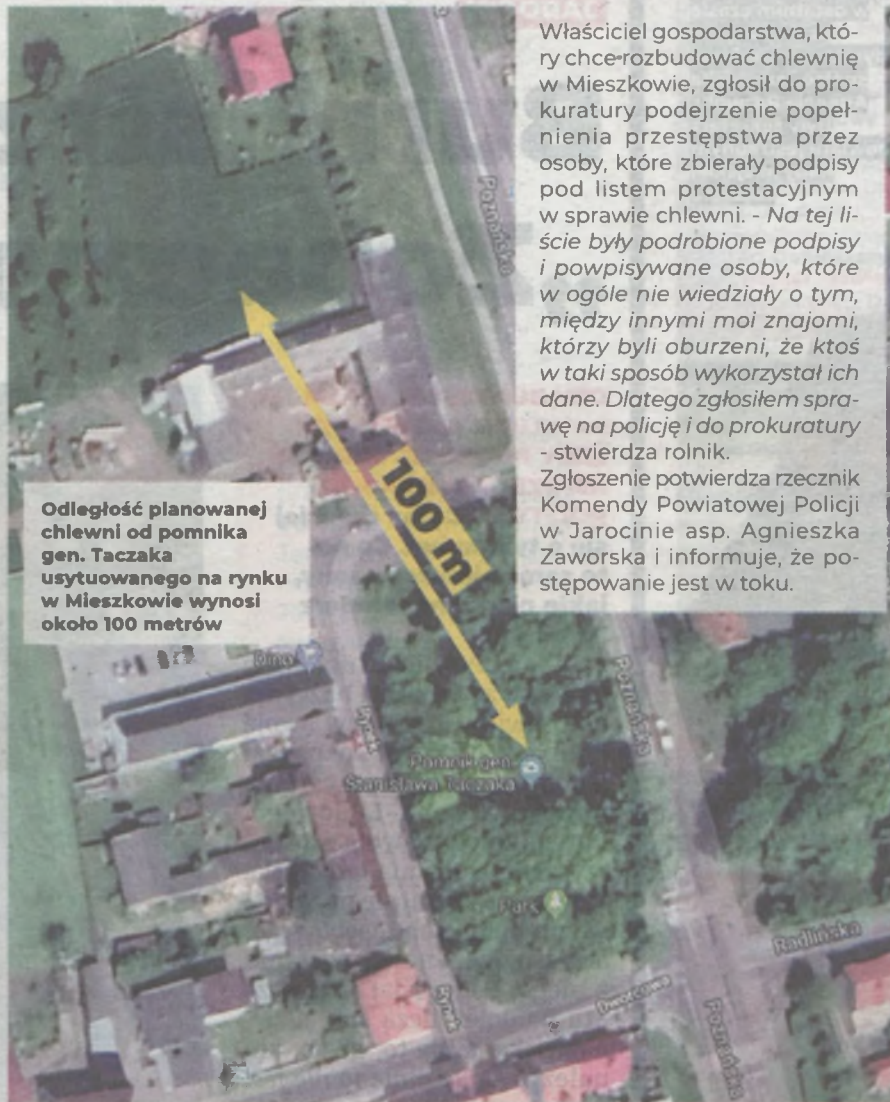 Właściciel gospodarstwa, któ-
ry chce rozbudować chlewnię
w Mieszkowie, zgłosił do pro-
kuratury podejrzenie popeł-
nienia przestępstwa przez
osoby, które zbierały podpisy
pod listem protestacyjnym
w sprawie chlewni. - Na tej li-
ście były podrobione podpisy
i powpisywane osoby, które
w ogóle nie wiedziały o tym,
między innymi moi znajomi,
którzy byli oburzeni, że ktoś
w taki sposób wykorzystał ich
dane. Dlatego zgłosiłem spra-
wę na policję i do prokuratury
- stwierdza rolnik.
Zgłoszenie potwierdza rzecznik
Komendy Powiatowej Policji
w Jarocinie asp. Agnieszka
Zaworska i informuje, że po-
stępowanie jest w toku.
Poznańska
100 m
Odległość planowanej
chlewni od pomnika
gen. Taczaka
usytuowanego na rynku
w Mieszkowie wynosi
około 100 metrów
Dino
Rynek
Poznańska
Pomnik gen.
Stanisława Taczaka
Park
Radlińska
Dworcowa
Rynek
Poznańska